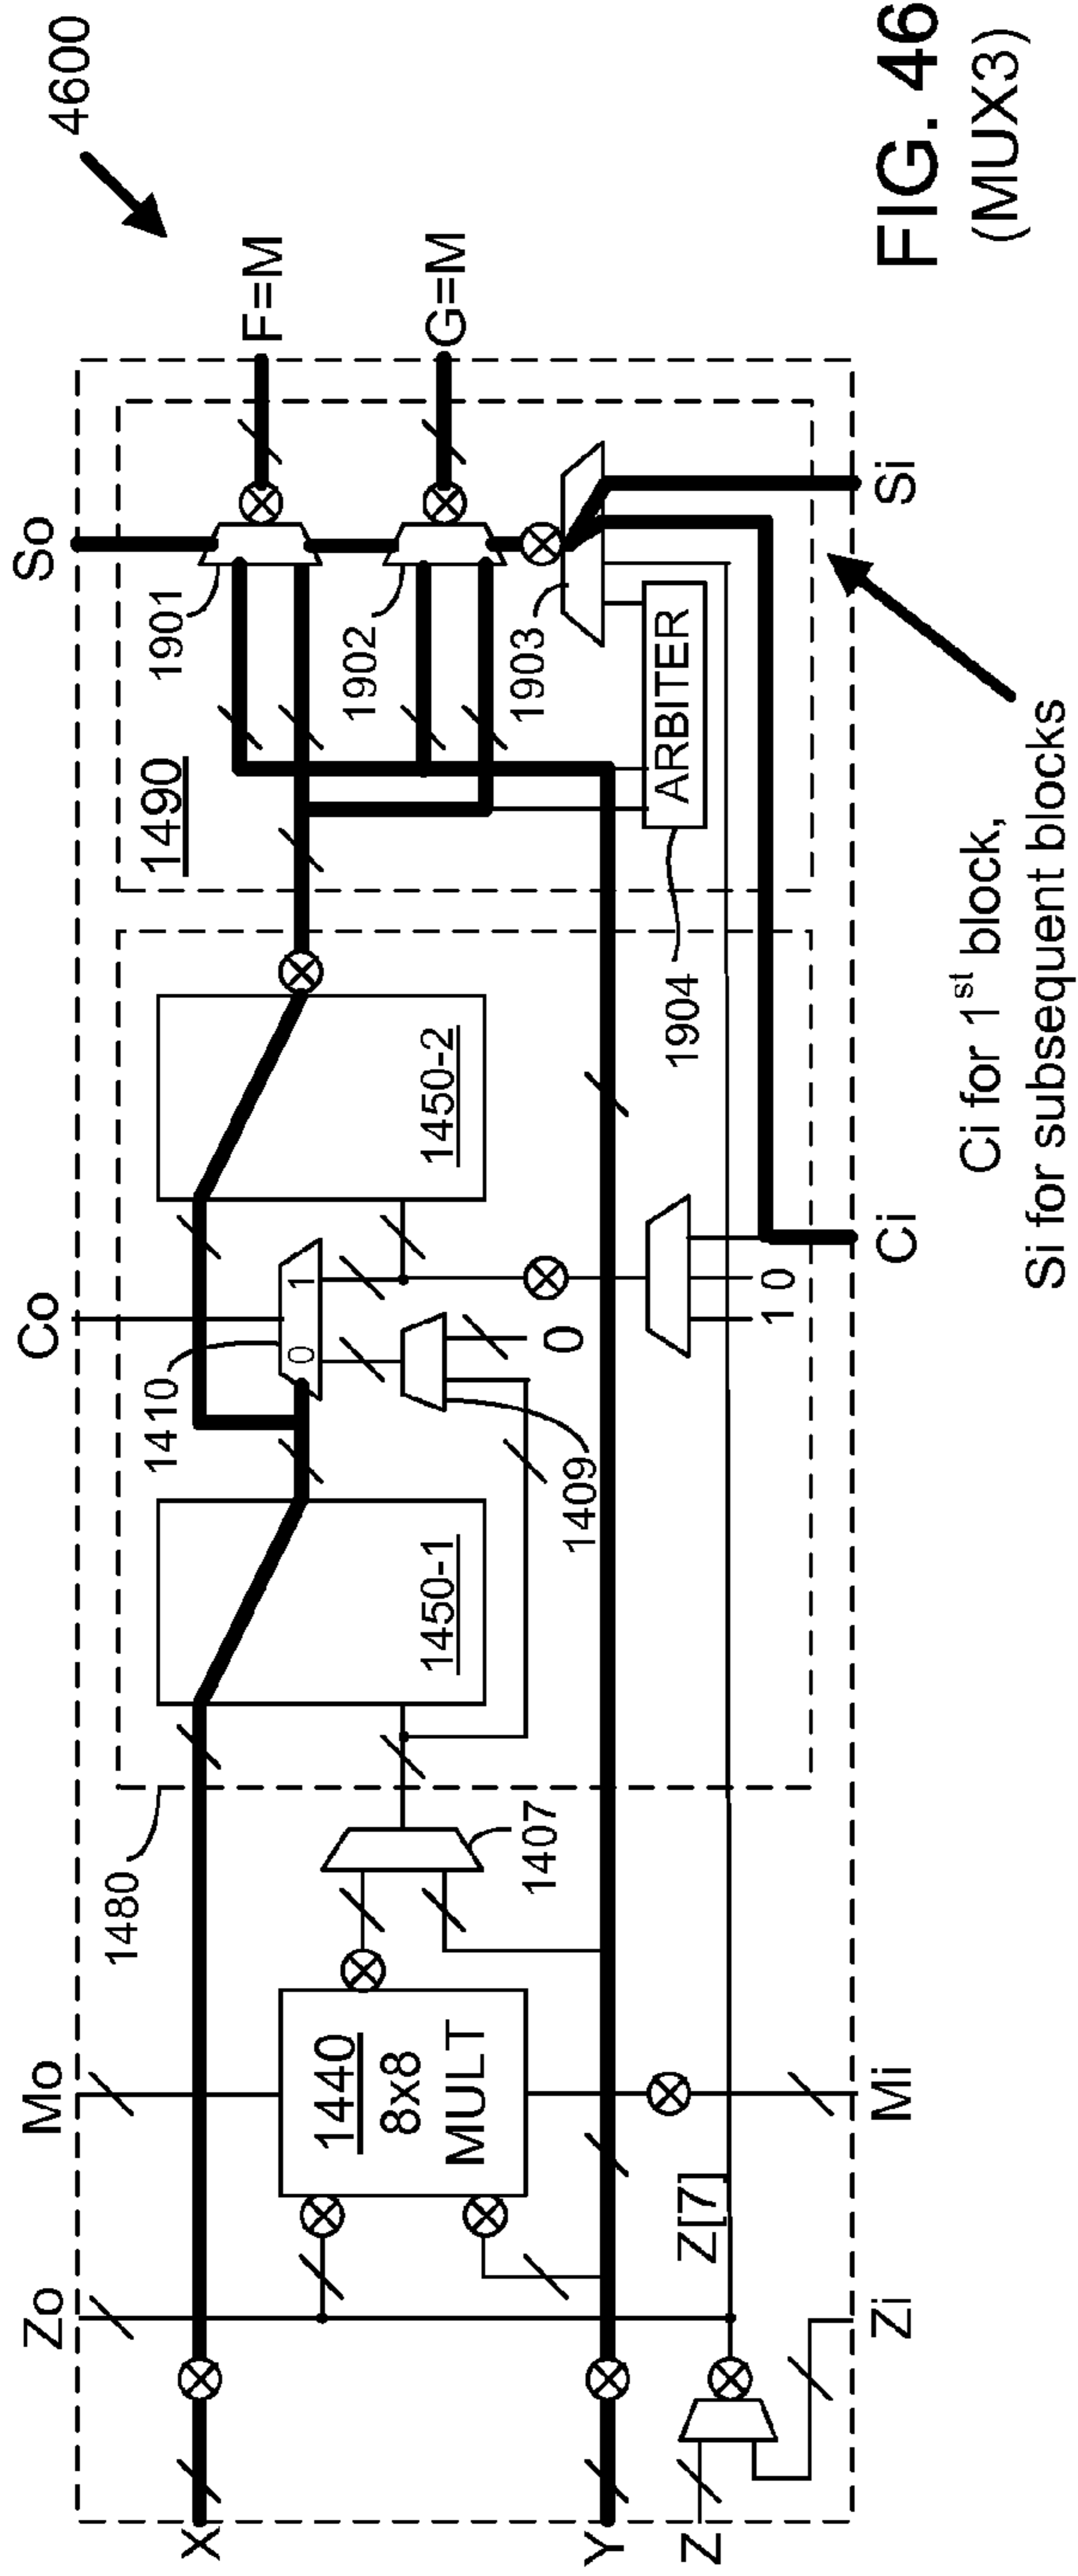 4600
So
Co
Mo
Zo
F=M
G=M
1490
1901
1902
1903
ARBITER
1904
1480
1450-2
1410
0
1
1409
0
1 0
1450-1
1407
1440
8x8
MULT
X
Y
Z
Z[7]
Si
Ci
Mi
Zi
Ci for 1st block,
Si for subsequent blocks
FIG. 46
(MUX3)